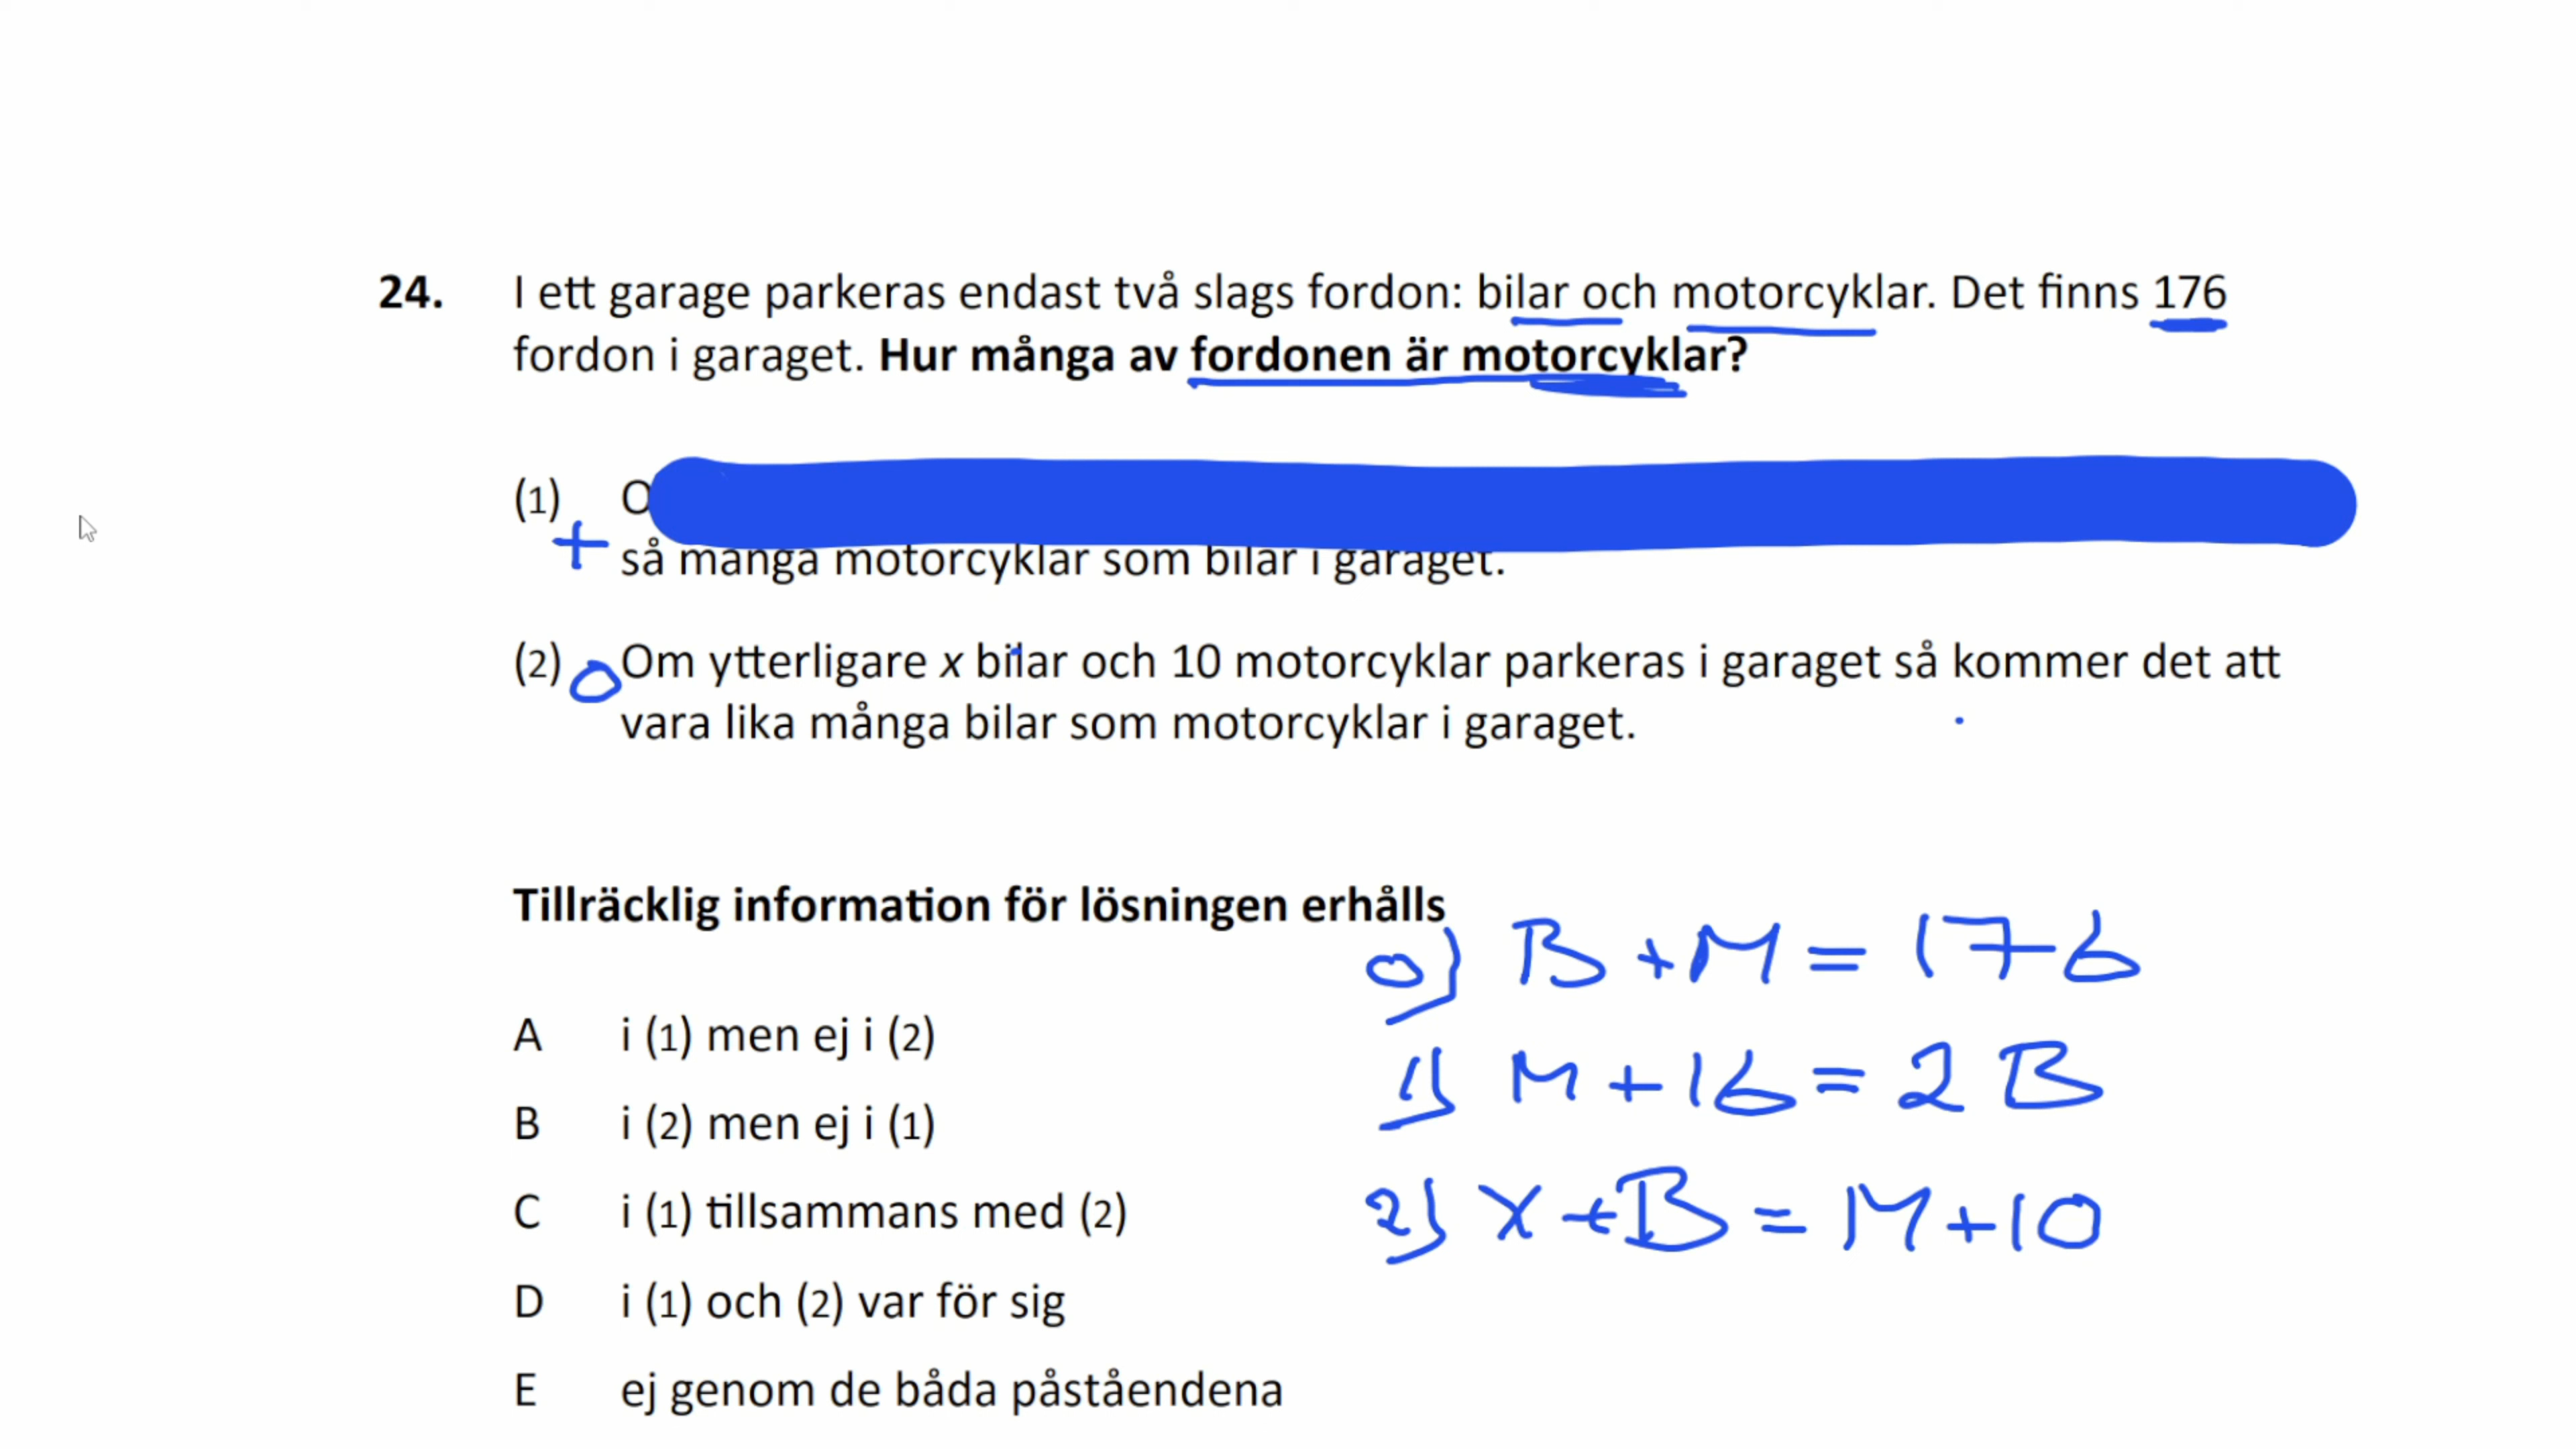 24. I ett garage parkeras endast två slags fordon: bilar och motorcyklar. Det finns 176
fordon i garaget. Hur många av fordonen är motorcyklar?
(1) O
+ så många motorcyklar som bilar i garaget.
(2) Om ytterligare x bilar och 10 motorcyklar parkeras i garaget så kommer det att
vara lika många bilar som motorcyklar i garaget.
Tillräcklig information för lösningen erhålls
0) B + M = 176
A i (1) men ej i (2)
1) M + 16 = 2 B
B i (2) men ej i (1)
C i (1) tillsammans med (2)
2) X + B = M + 10
D i (1) och (2) var för sig
E ej genom de båda påståendena